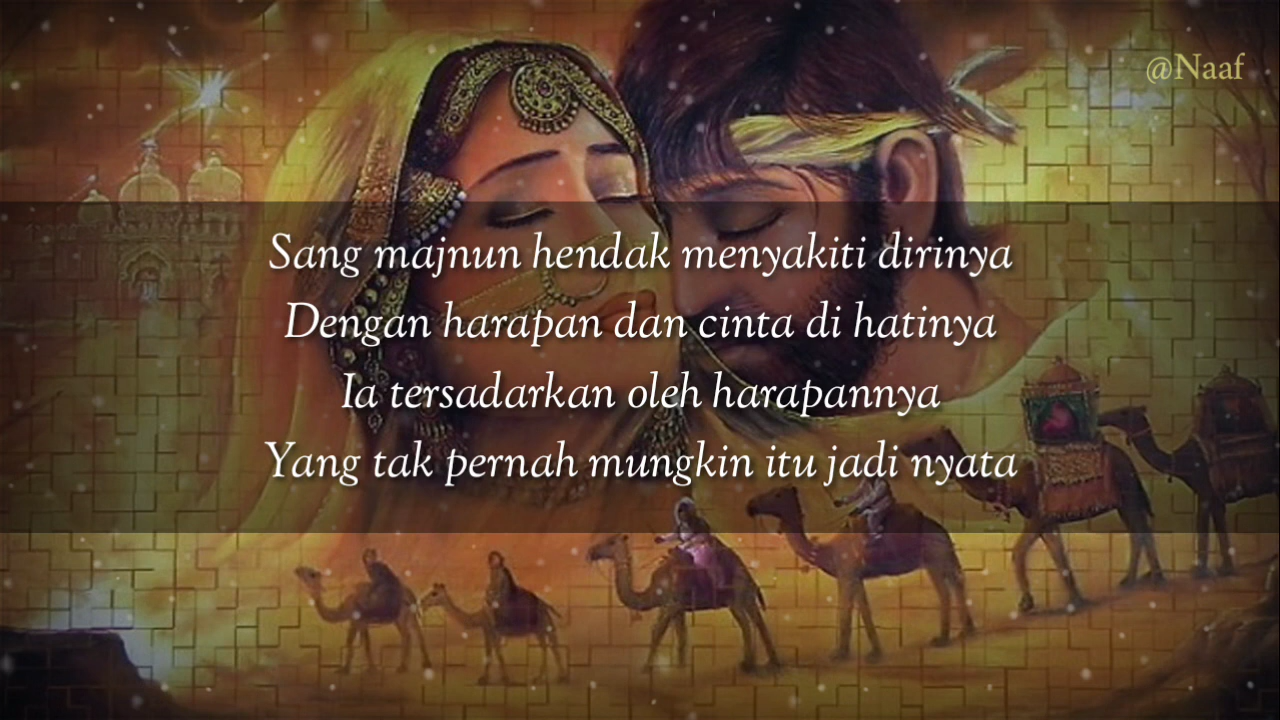 @Naaf
Sang majnun hendak menyakiti dirinya
Dengan harapan dan cinta di hatinya
Ia tersadarkan oleh harapannya
Yang tak pernah mungkin itu jadi nyata